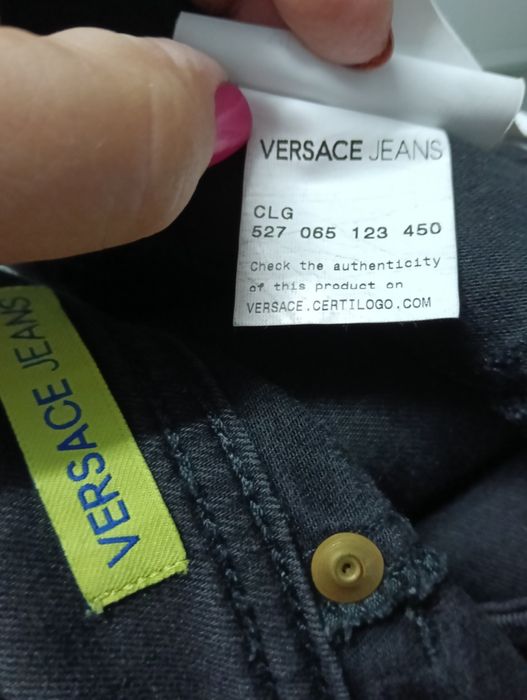 VERSACE JEANS
CLG
527 065 123 450
Check the authenticity
of this product on
VERSACE.CERTILOGO.COM
VERSACE JEANS